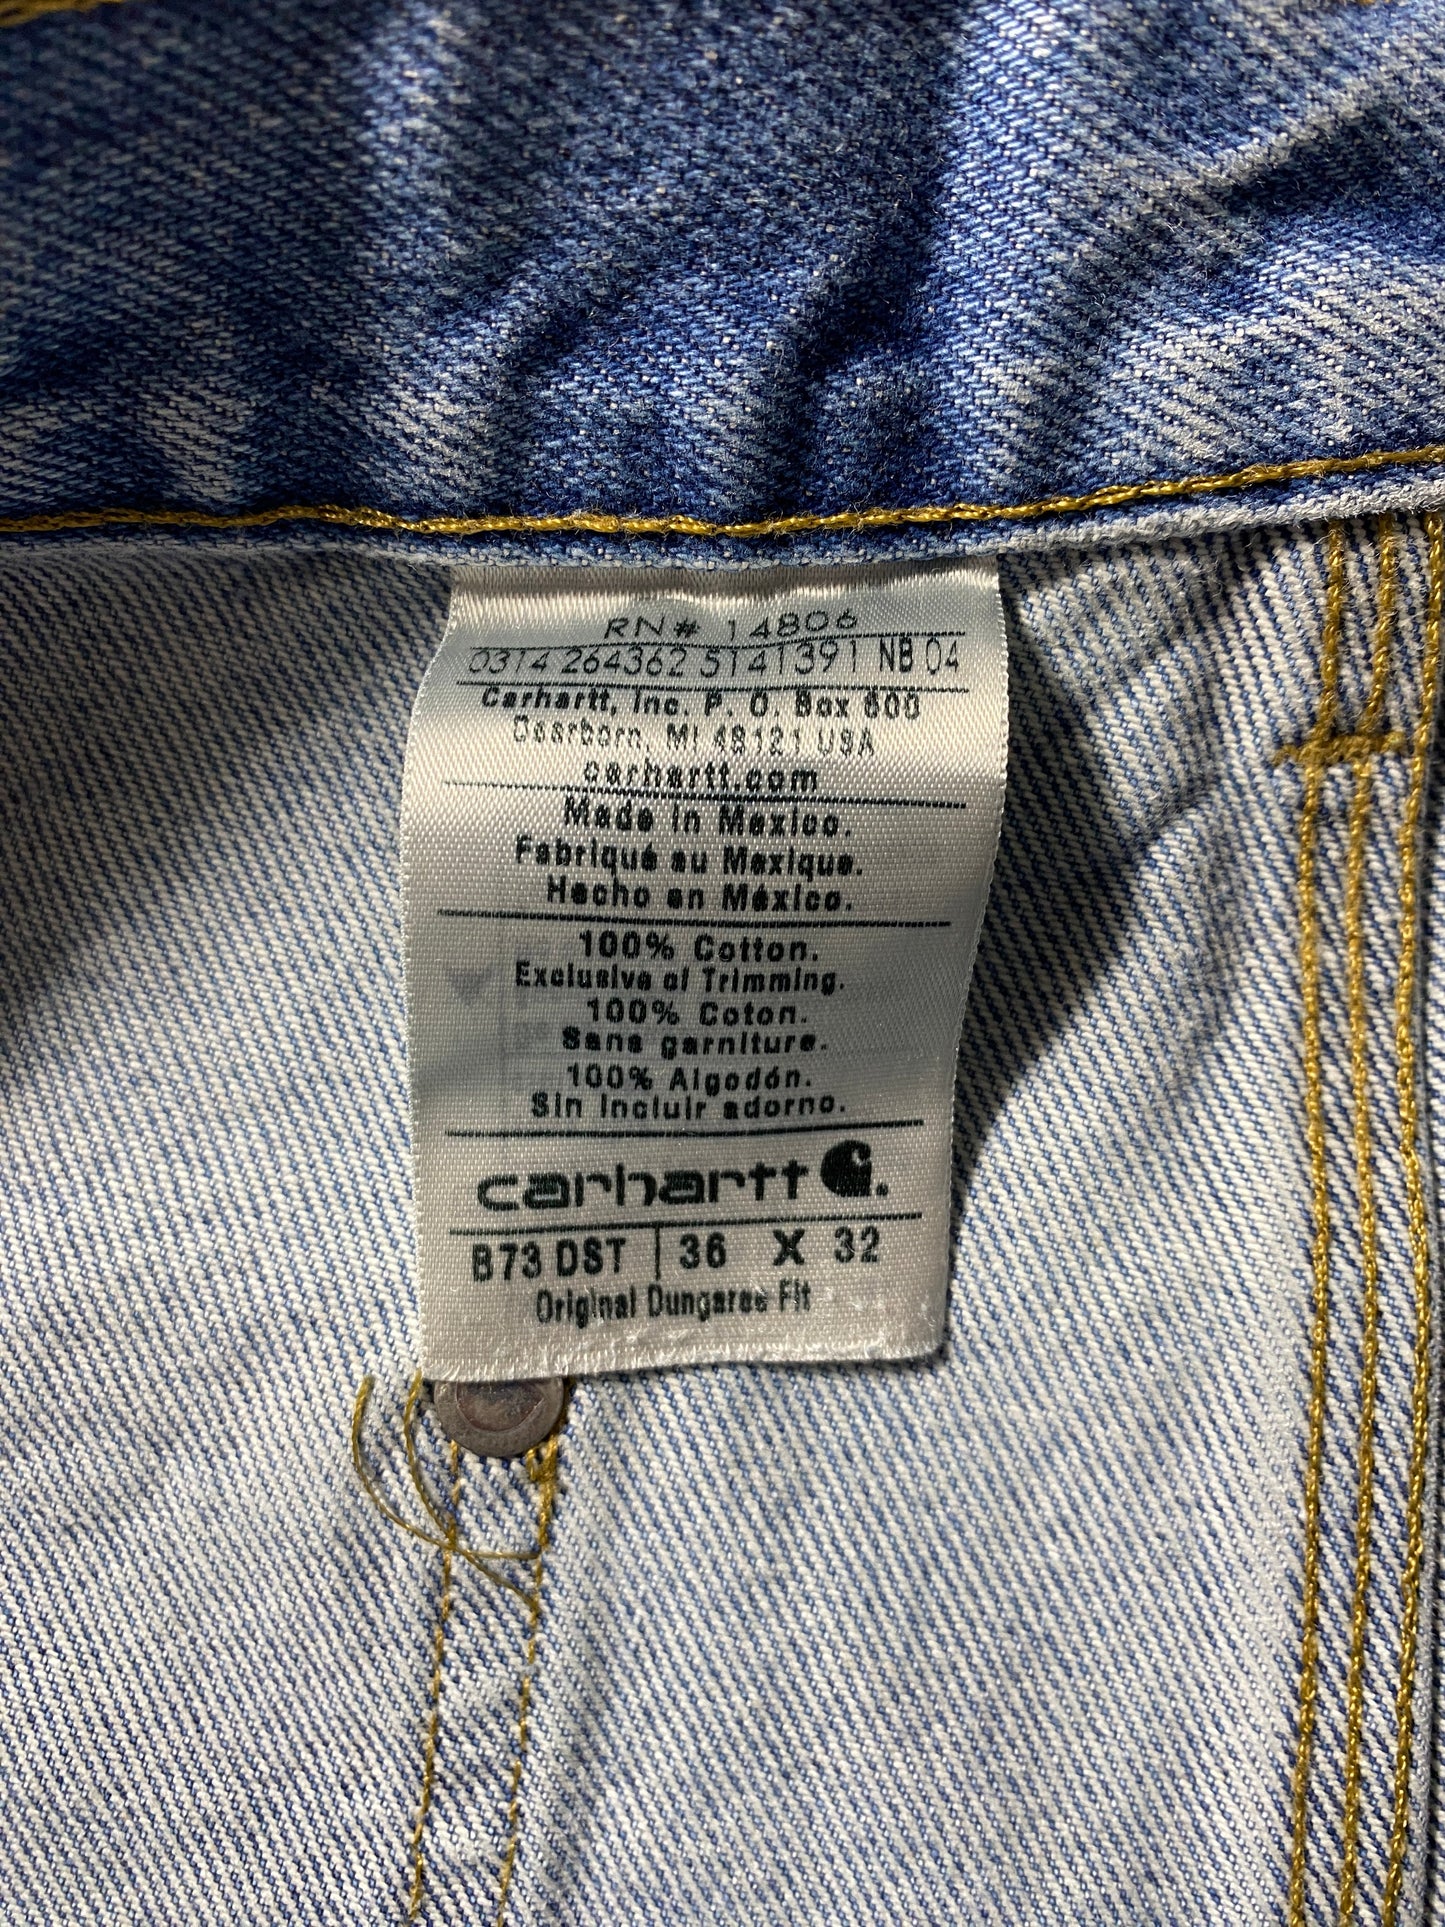 RN# 14806
0314 264362 5141391 NB 04
Carhartt, Inc. P. O. Box 600
Dearborn, MI 48121 USA
carhartt.com
Made in Mexico.
Fabriqué au Mexique.
Hecho en México.
100% Cotton.
Exclusive of Trimming.
100% Coton.
Sans garniture.
100% Algodón.
Sin incluir adorno.
carhartt
B73 DST | 36 X 32
Original Dungaree Fit